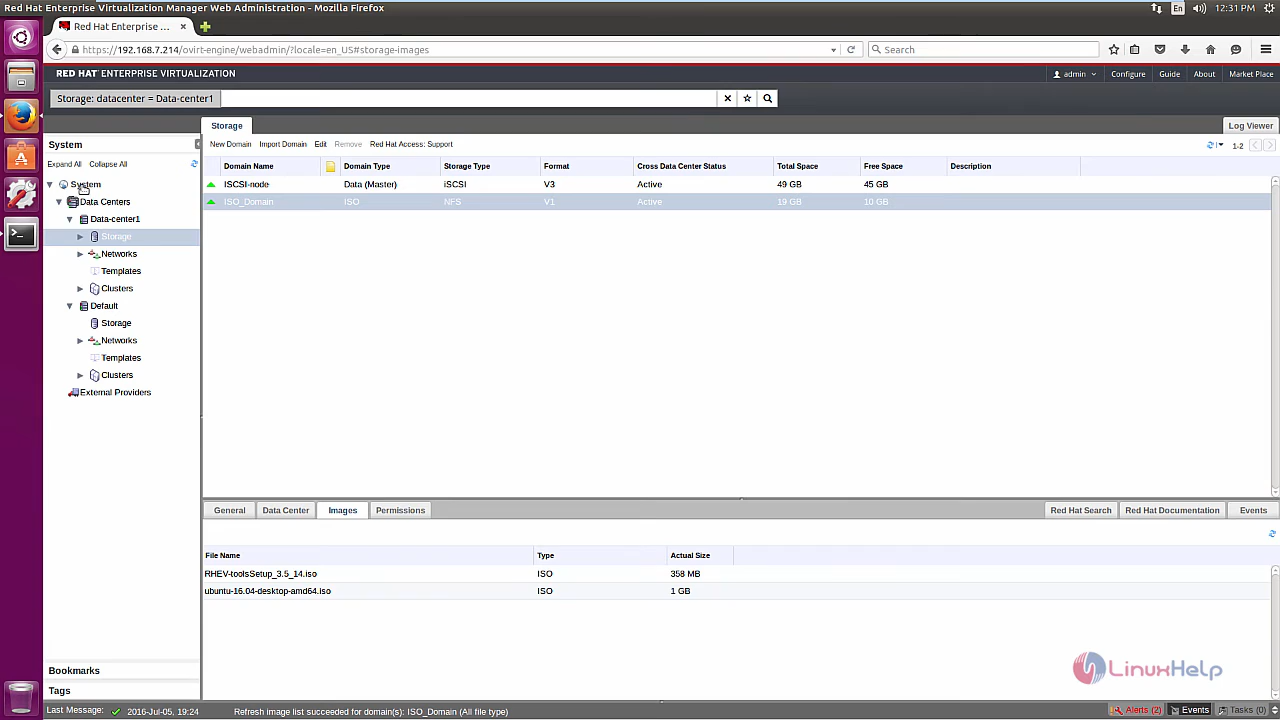 Red Hat Enterprise Virtualization Manager Web Administration - Mozilla Firefox
En
12:31 PM
Red Hat Enterprise ...
https://192.168.7.214/ovirt-engine/webadmin/?locale=en_US#storage-images
Search
RED HAT ENTERPRISE VIRTUALIZATION
admin Configure Guide About Market Place
Storage: datacenter = Data-center1
System
Storage
Log Viewer
Expand All Collapse All
New Domain Import Domain Edit Remove Red Hat Access: Support
1-2
Domain Name Domain Type Storage Type Format Cross Data Center Status Total Space Free Space Description
ISCSI-node Data (Master) iSCSI V3 Active 49 GB 45 GB
ISO_Domain ISO NFS V1 Active 19 GB 10 GB
System
Data Centers
Data-center1
Storage
Networks
Templates
Clusters
Default
Storage
Networks
Templates
Clusters
External Providers
General Data Center Images Permissions
Red Hat Search Red Hat Documentation Events
File Name Type Actual Size
RHEV-toolsSetup_3.5_14.iso ISO 358 MB
ubuntu-16.04-desktop-amd64.iso ISO 1 GB
Bookmarks
Tags
LinuxHelp
Last Message: 2016-Jul-05, 19:24 Refresh image list succeeded for domain(s): ISO_Domain (All file type)
Alerts (2) Events Tasks (0)